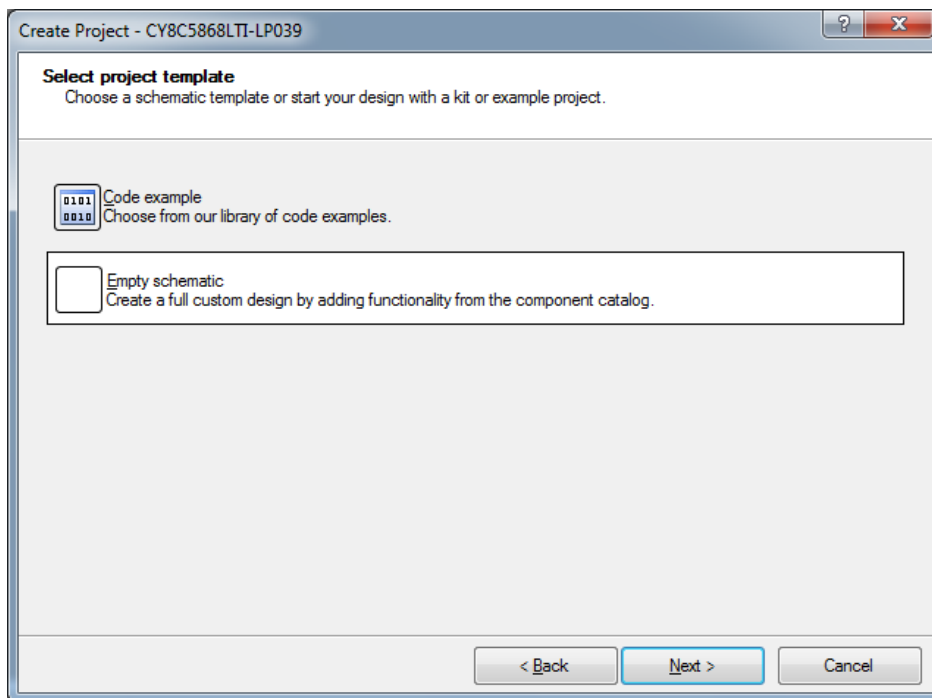 Create Project - CY8C5868LTI-LP039
?
X
Select project template
Choose a schematic template or start your design with a kit or example project.
0101
0010
Code example
Choose from our library of code examples.
Empty schematic
Create a full custom design by adding functionality from the component catalog.
< Back
Next >
Cancel